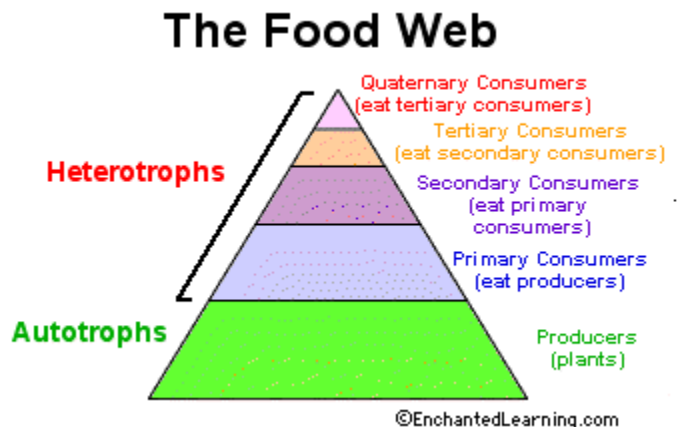 The Food Web
Quaternary Consumers
(eat tertiary consumers)
Tertiary Consumers
(eat secondary consumers)
Heterotrophs
Secondary Consumers
(eat primary
consumers)
Primary Consumers
(eat producers)
Autotrophs
Producers
(plants)
©EnchantedLearning.com